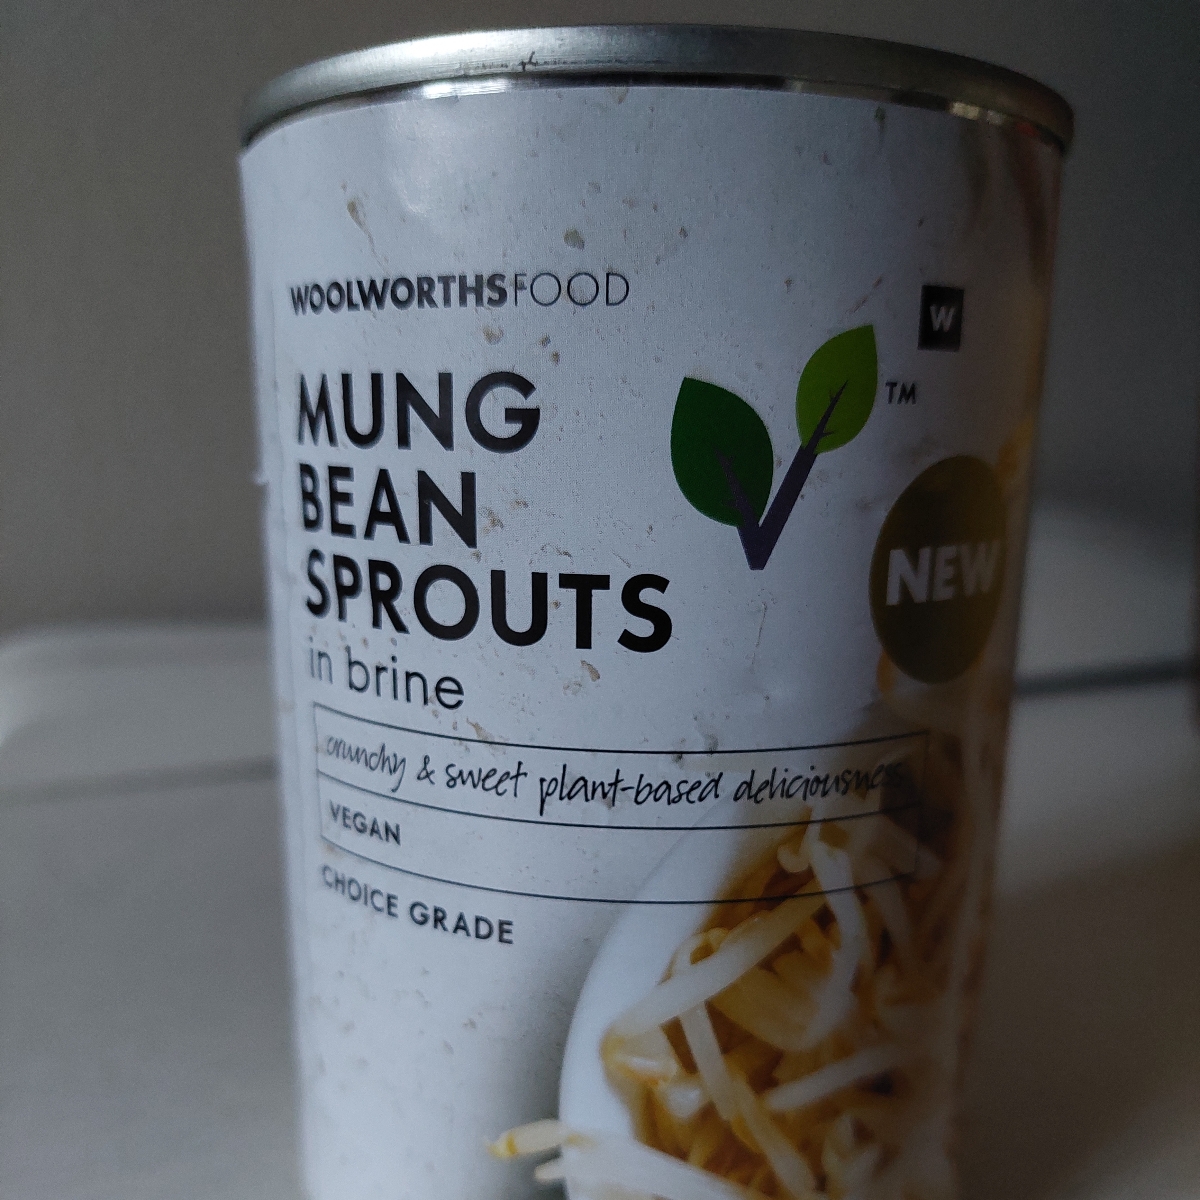 WOOLWORTHSFOOD
W
MUNG
BEAN
SPROUTS
in brine
TM
NEW
crunchy & sweet plant-based deliciousness
VEGAN
CHOICE GRADE